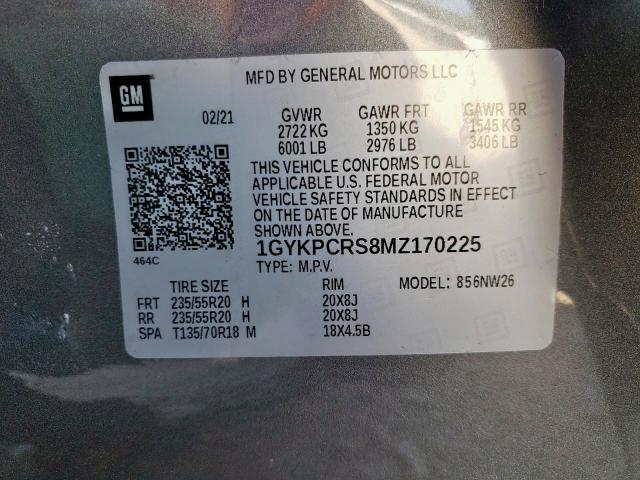 GM
MFD BY GENERAL MOTORS LLC
02/21 GVWR GAWR FRT GAWR RR
2722 KG 1350 KG 1545 KG
6001 LB 2976 LB 3406 LB
THIS VEHICLE CONFORMS TO ALL
APPLICABLE U.S. FEDERAL MOTOR
VEHICLE SAFETY STANDARDS IN EFFECT
ON THE DATE OF MANUFACTURE
SHOWN ABOVE.
464C
1GYKPCRS8MZ170225
TYPE: M.P.V. MODEL: 856NW26
TIRE SIZE RIM
FRT 235/55R20 H 20X8J
RR 235/55R20 H 20X8J
SPA T135/70R18 M 18X4.5B